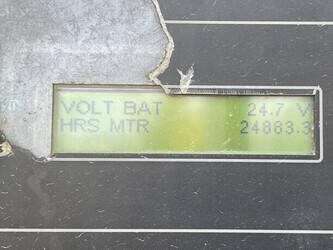 VOLT BAT 24.7 V
HRS MTR 24883.3